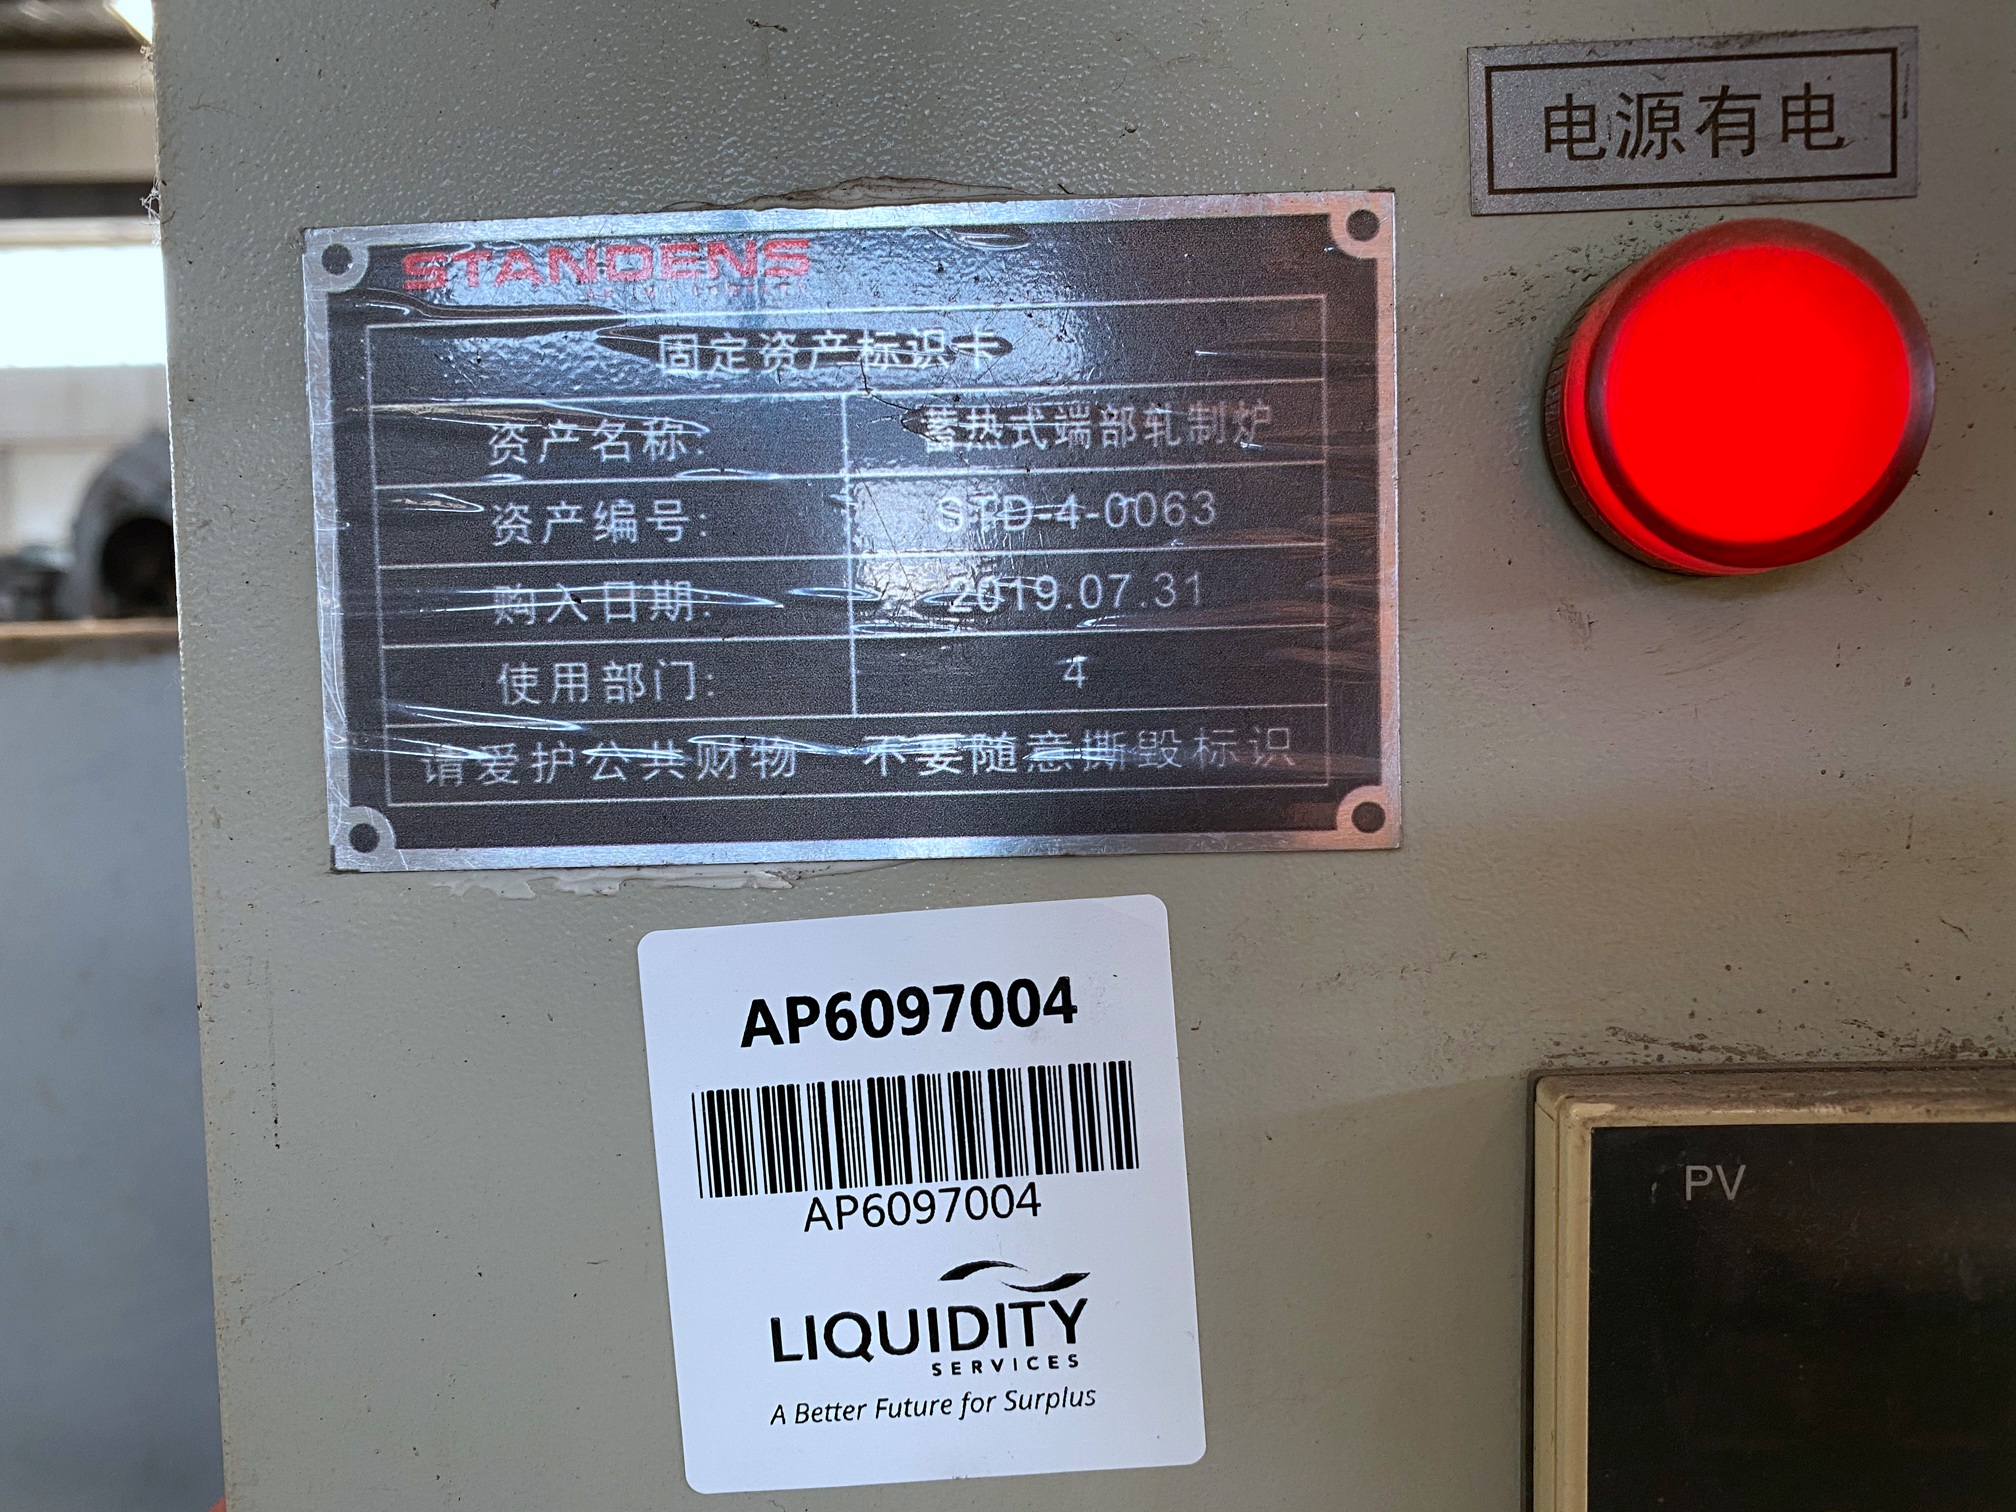 电源有电
STANDENS
固定资产标识卡
资产名称: 蓄热式端部轧制炉
资产编号: STD-4-0063
购入日期: 2019.07.31
使用部门: 4
请爱护公共财物 不要随意撕毁标识
AP6097004
AP6097004
LIQUIDITY
SERVICES
A Better Future for Surplus
PV